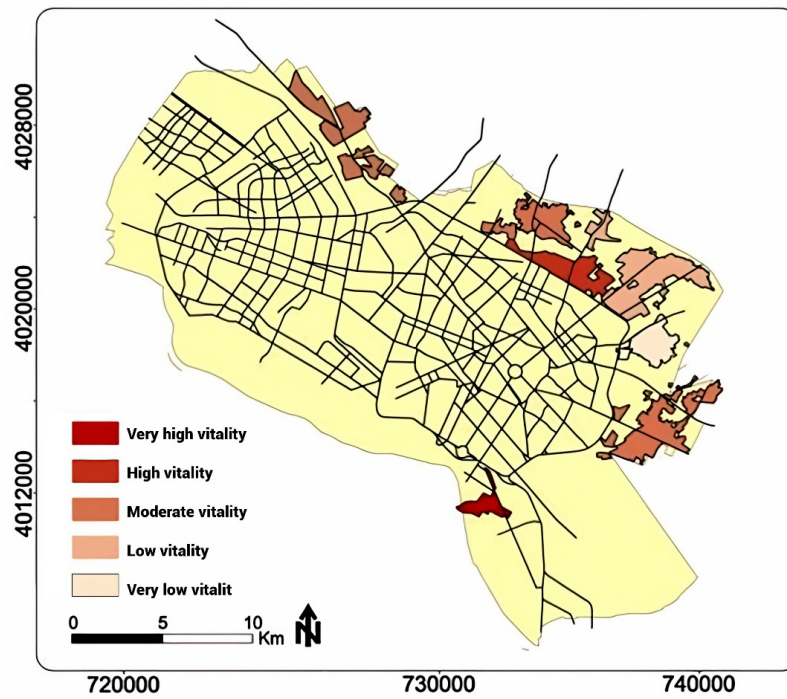 4028000
4020000
4012000
Very high vitality
High vitality
Moderate vitality
Low vitality
Very low vitalit
0 5 10
Km
N
720000 730000 740000